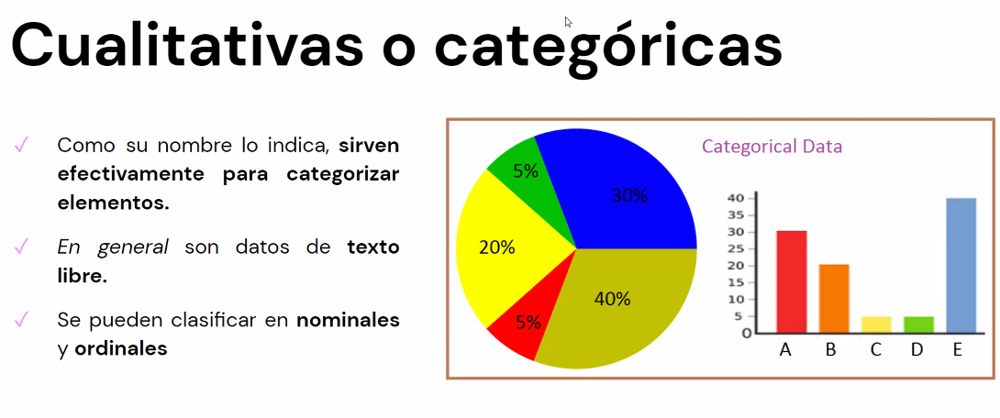 Cualitativas o categóricas
✓ Como su nombre lo indica, sirven
efectivamente para categorizar
elementos.
✓ En general son datos de texto
libre.
✓ Se pueden clasificar en nominales
y ordinales
5%
30%
20%
40%
5%
Categorical Data
40
35
30
25
20
15
10
5
0
A B C D E